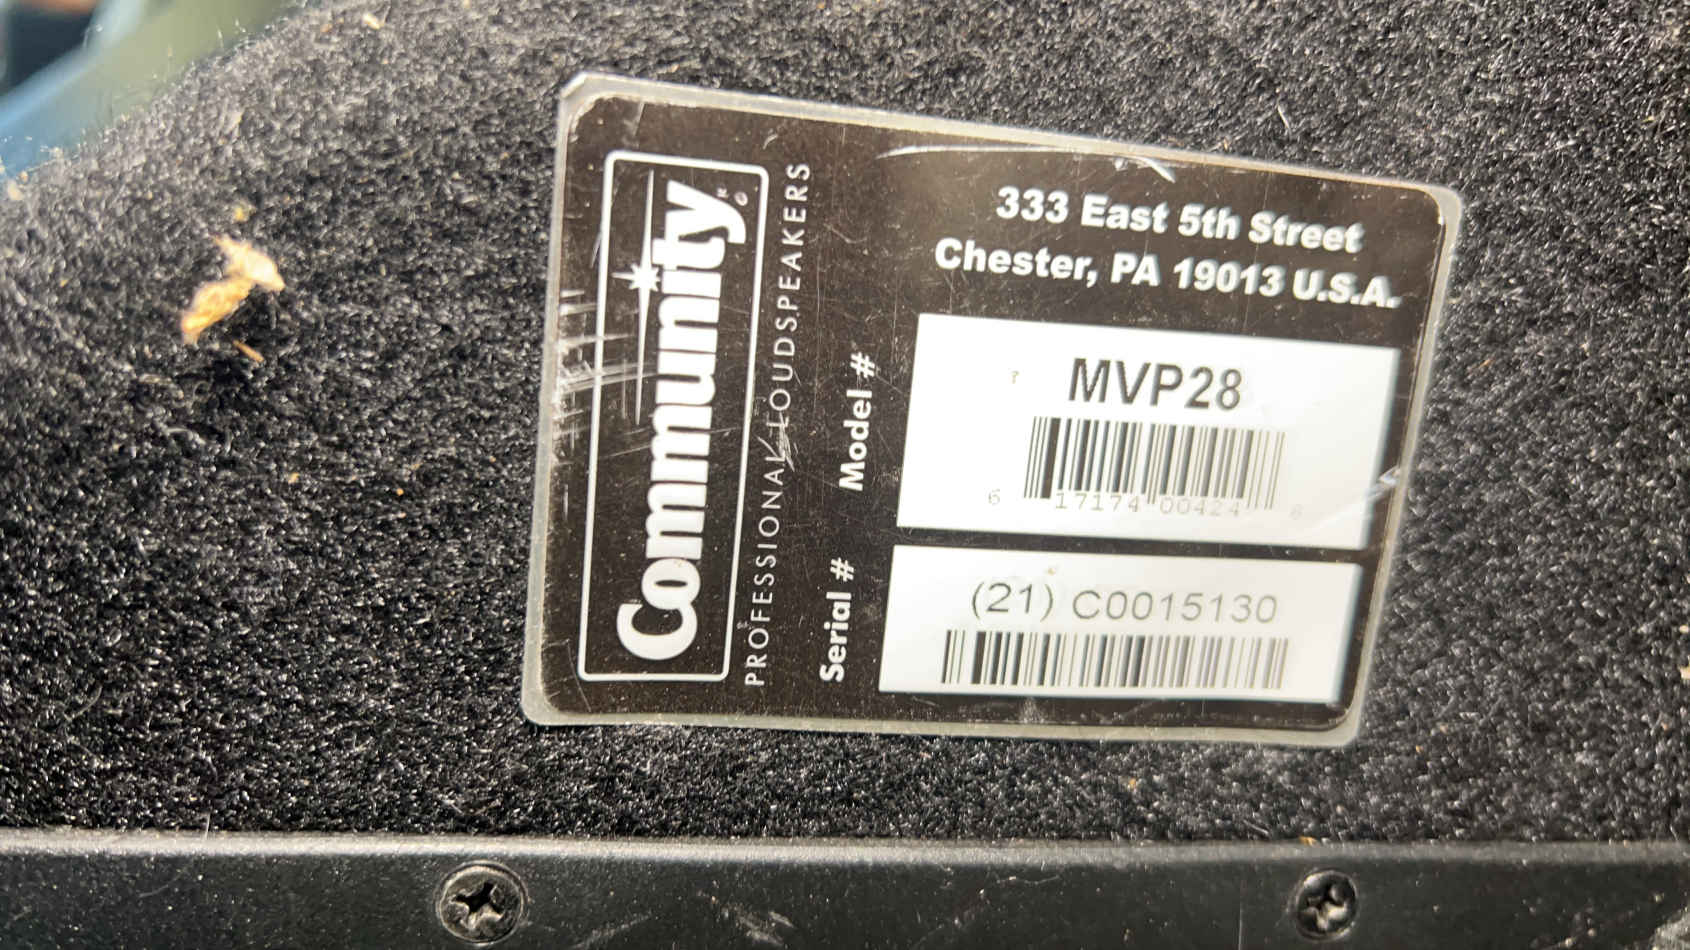 Community
PROFESSIONAL LOUDSPEAKERS
333 East 5th Street
Chester, PA 19013 U.S.A.
Model #
MVP28
6 17174 00424 6
Serial #
(21) C0015130